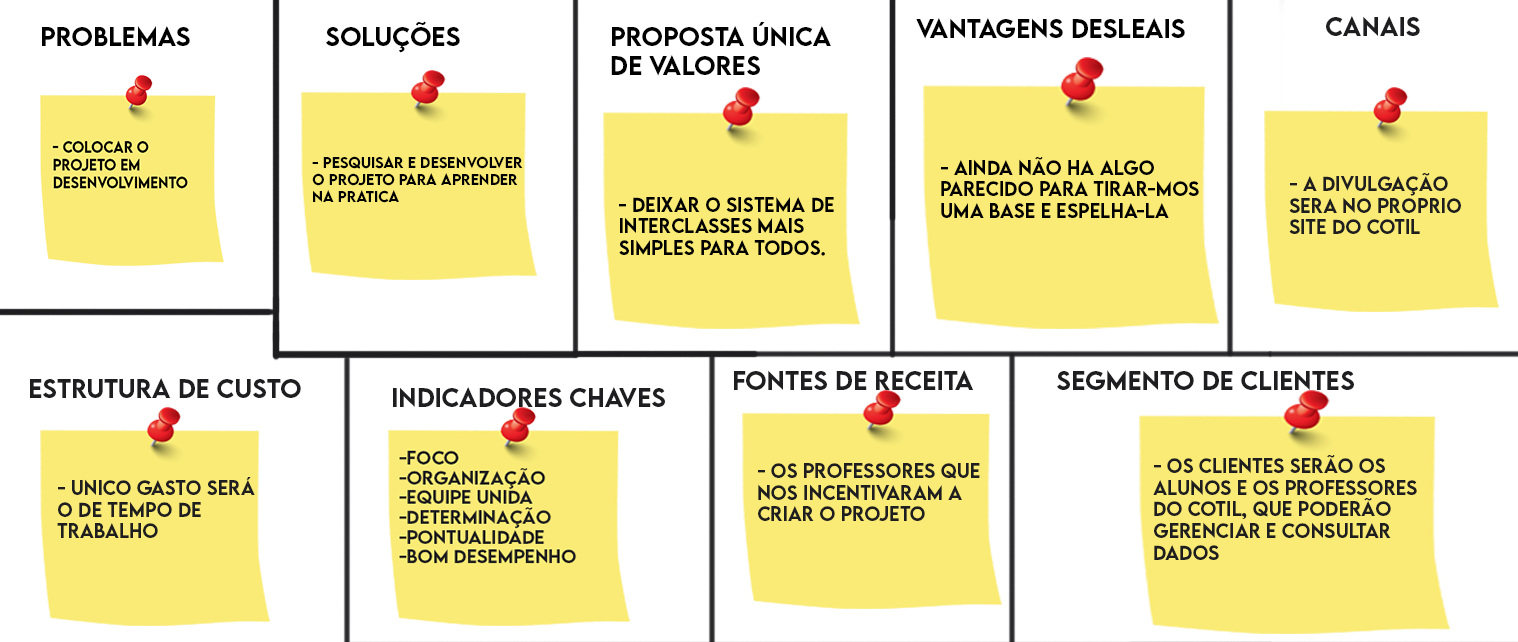 PROBLEMAS
- COLOCAR O
PROJETO EM
DESENVOLVIMENTO
SOLUÇÕES
- PESQUISAR E DESENVOLVER
O PROJETO PARA APRENDER
NA PRATICA
PROPOSTA ÚNICA
DE VALORES
- DEIXAR O SISTEMA DE
INTERCLASSES MAIS
SIMPLES PARA TODOS.
VANTAGENS DESLEAIS
- AINDA NÃO HA ALGO
PARECIDO PARA TIRAR-MOS
UMA BASE E ESPELHA-LA
CANAIS
- A DIVULGAÇÃO
SERA NO PROPRIO
SITE DO COTIL
ESTRUTURA DE CUSTO
- UNICO GASTO SERÁ
O DE TEMPO DE
TRABALHO
INDICADORES CHAVES
-FOCO
-ORGANIZAÇÃO
-EQUIPE UNIDA
-DETERMINAÇÃO
-PONTUALIDADE
-BOM DESEMPENHO
FONTES DE RECEITA
- OS PROFESSORES QUE
NOS INCENTIVARAM A
CRIAR O PROJETO
SEGMENTO DE CLIENTES
- OS CLIENTES SERÃO OS
ALUNOS E OS PROFESSORES
DO COTIL, QUE PODERÃO
GERENCIAR E CONSULTAR
DADOS